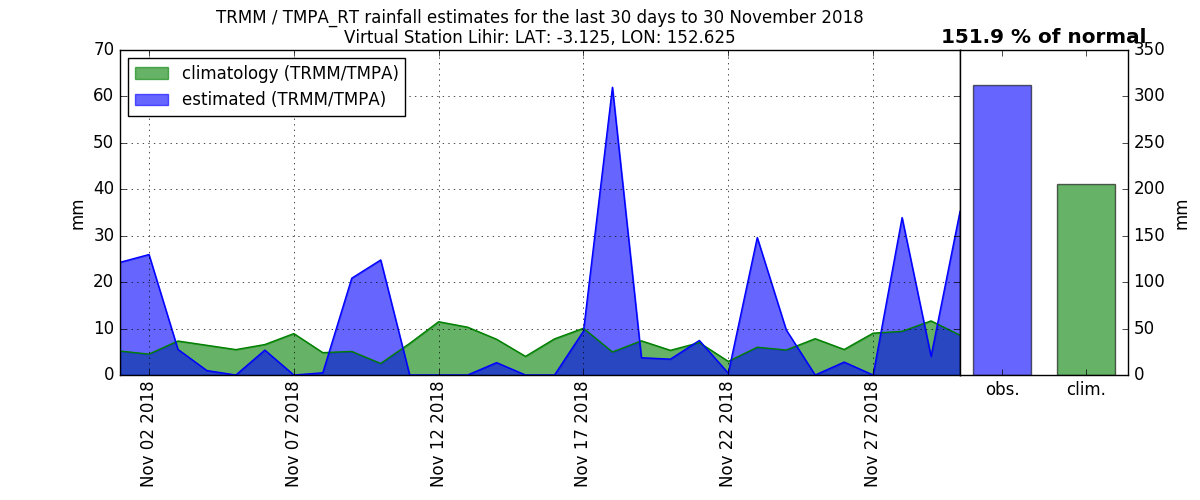 TRMM / TMPA_RT rainfall estimates for the last 30 days to 30 November 2018
Virtual Station Lihir: LAT: -3.125, LON: 152.625
151.9 % of normal
climatology (TRMM/TMPA)
estimated (TRMM/TMPA)
70
60
50
40
30
20
10
0
mm
Nov 02 2018
Nov 07 2018
Nov 12 2018
Nov 17 2018
Nov 22 2018
Nov 27 2018
obs.
clim.
350
300
250
200
150
100
50
0
mm